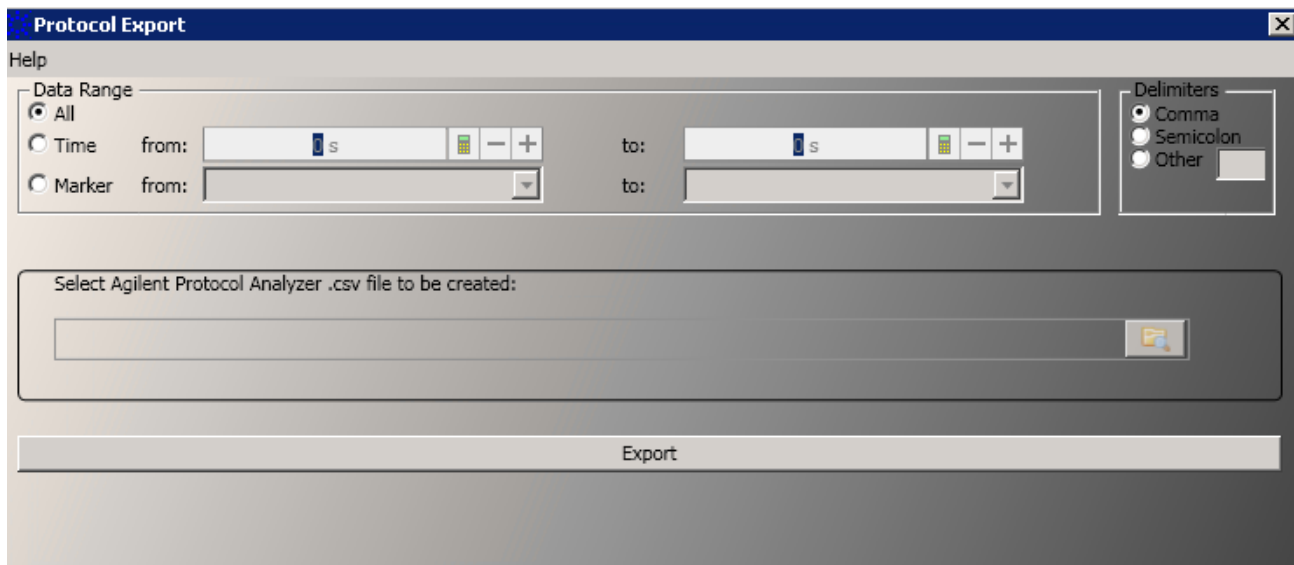 Protocol Export
Help
Data Range
All
Time from: 0 s to: 0 s
Marker from: to:
Delimiters
Comma
Semicolon
Other
Select Agilent Protocol Analyzer .csv file to be created:
Export